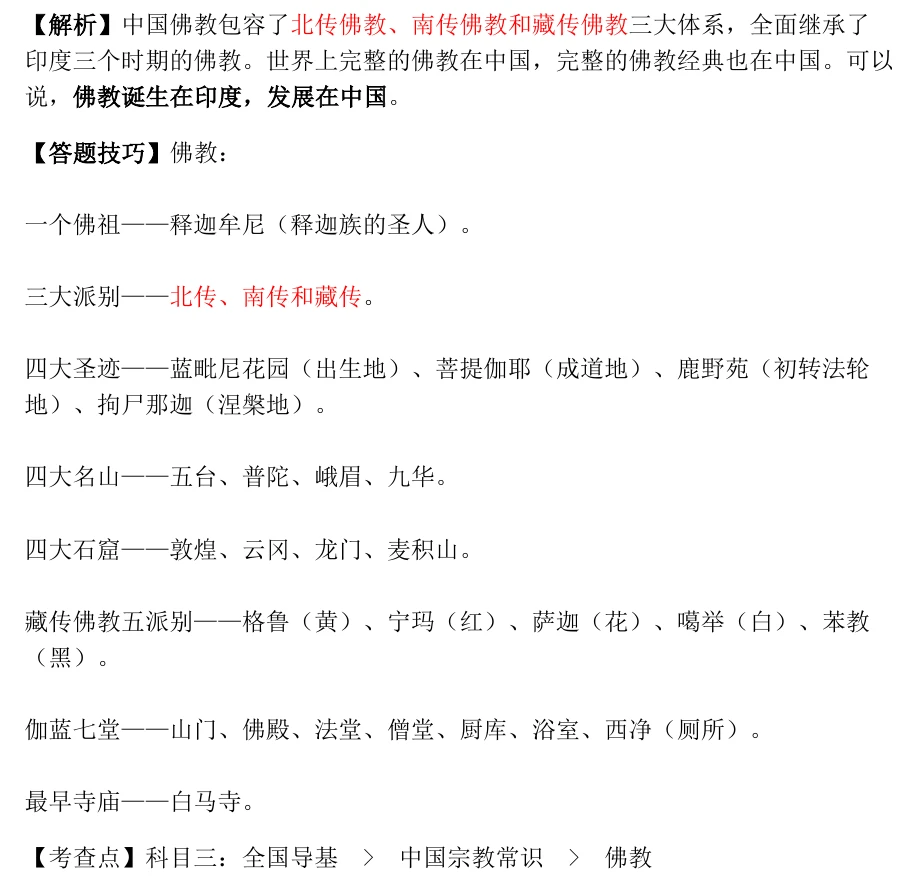 【解析】中国佛教包容了北传佛教、南传佛教和藏传佛教三大体系，全面继承了
印度三个时期的佛教。世界上完整的佛教在中国，完整的佛教经典也在中国。可以
说，佛教诞生在印度，发展在中国。
【答题技巧】佛教：
一个佛祖——释迦牟尼（释迦族的圣人）。
三大派别——北传、南传和藏传。
四大圣迹——蓝毗尼花园（出生地）、菩提伽耶（成道地）、鹿野苑（初转法轮
地）、拘尸那迦（涅槃地）。
四大名山——五台、普陀、峨眉、九华。
四大石窟——敦煌、云冈、龙门、麦积山。
藏传佛教五派别——格鲁（黄）、宁玛（红）、萨迦（花）、噶举（白）、苯教
（黑）。
伽蓝七堂——山门、佛殿、法堂、僧堂、厨库、浴室、西净（厕所）。
最早寺庙——白马寺。
【考查点】科目三：全国导基 > 中国宗教常识 > 佛教